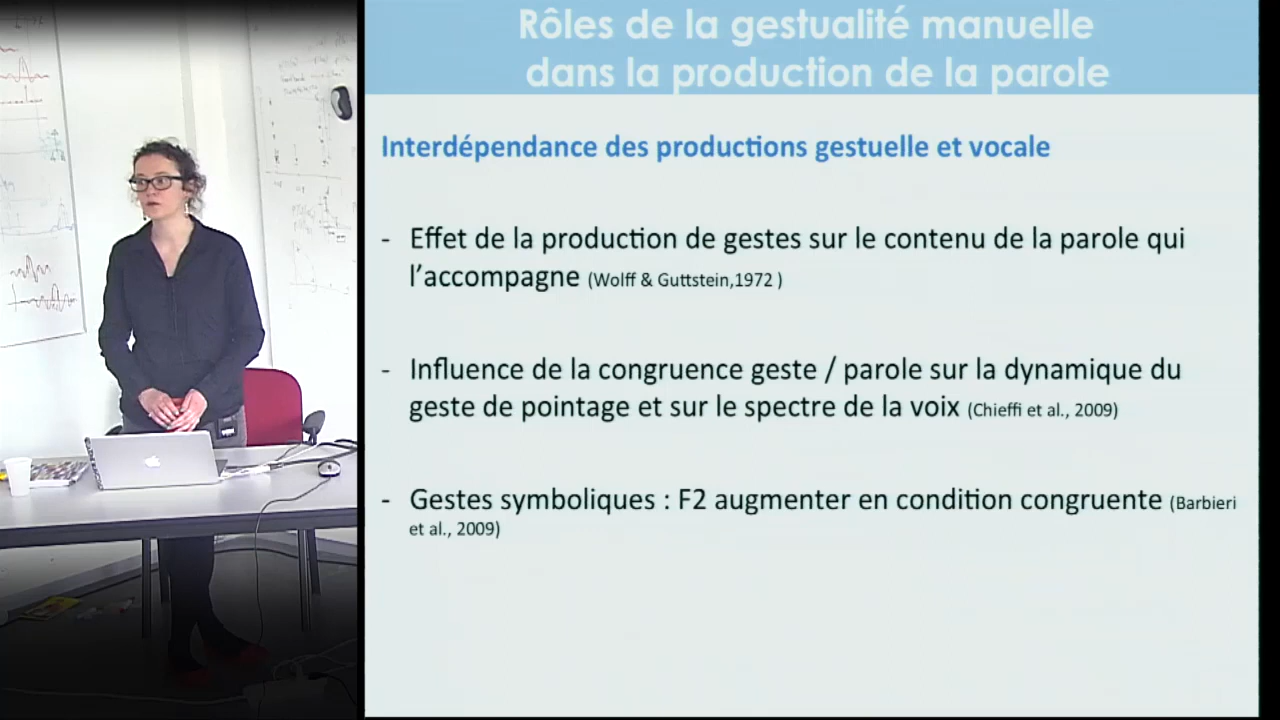 Rôles de la gestualité manuelle
dans la production de la parole
Interdépendance des productions gestuelle et vocale
- Effet de la production de gestes sur le contenu de la parole qui
l’accompagne (Wolff & Guttstein,1972 )
- Influence de la congruence geste / parole sur la dynamique du
geste de pointage et sur le spectre de la voix (Chieffi et al., 2009)
- Gestes symboliques : F2 augmenter en condition congruente (Barbieri
et al., 2009)